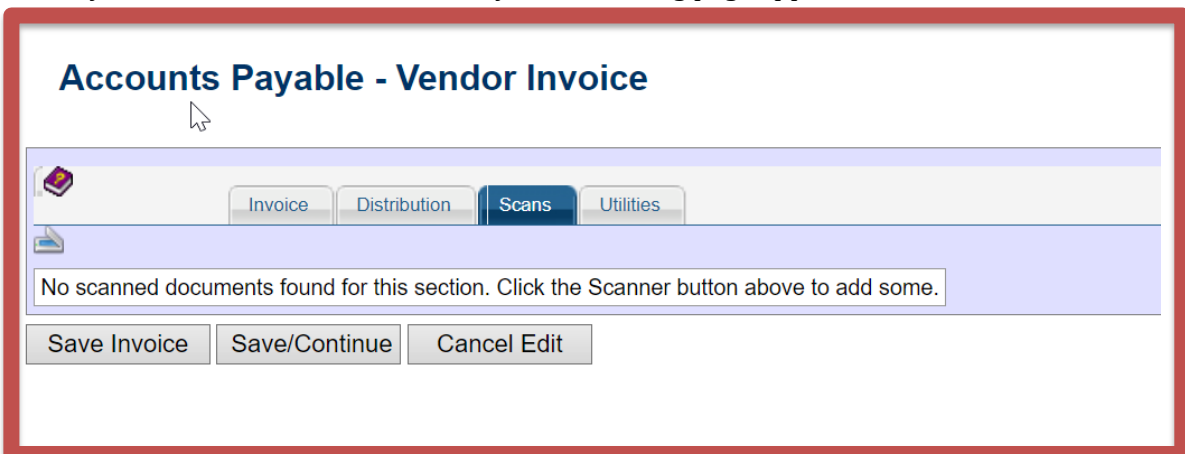 Accounts Payable - Vendor Invoice
Invoice Distribution Scans Utilities
No scanned documents found for this section. Click the Scanner button above to add some.
Save Invoice Save/Continue Cancel Edit